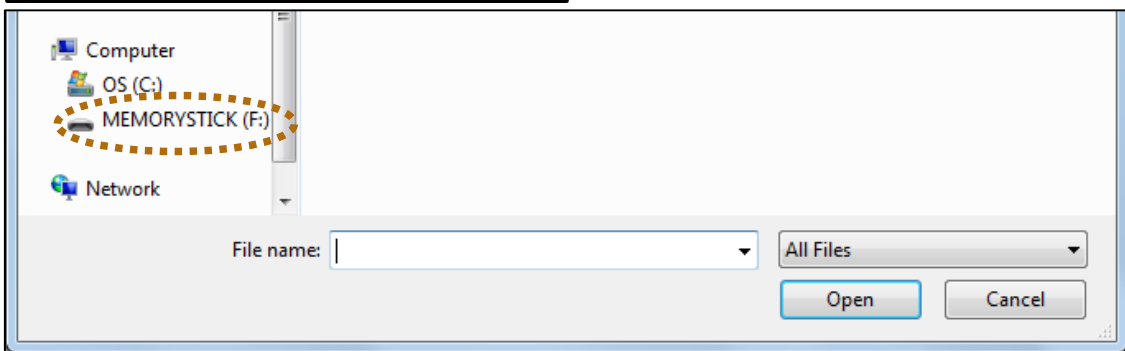 Computer
OS (C:)
MEMORYSTICK (F:)
Network
File name:
All Files
Open
Cancel